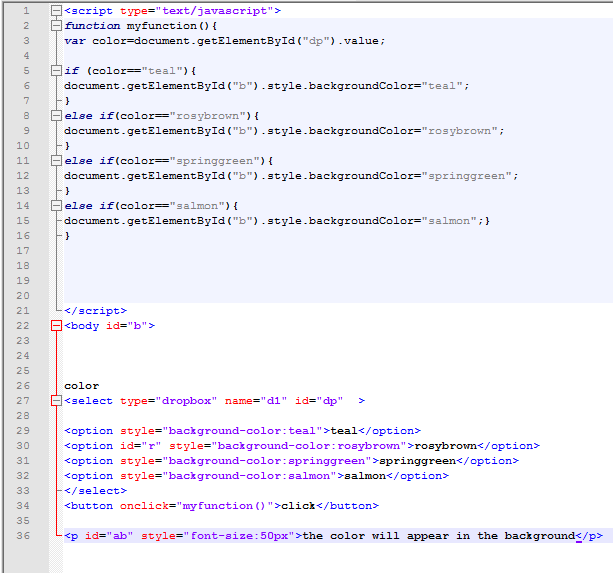 1 <script type="text/javascript">
2 function myfunction(){
3 var color=document.getElementById("dp").value;
4
5 if (color=="teal"){
6 document.getElementById("b").style.backgroundColor="teal";
7 }
8 else if(color=="rosybrown"){
9 document.getElementById("b").style.backgroundColor="rosybrown";
10 }
11 else if(color=="springgreen"){
12 document.getElementById("b").style.backgroundColor="springgreen";
13 }
14 else if(color=="salmon"){
15 document.getElementById("b").style.backgroundColor="salmon";}
16 }
17
18
19
20
21 </script>
22 <body id="b">
23
24
25
26 color
27 <select type="dropbox" name="d1" id="dp"  >
28
29 <option style="background-color:teal">teal</option>
30 <option id="r" style="background-color:rosybrown">rosybrown</option>
31 <option style="background-color:springgreen">springgreen</option>
32 <option style="background-color:salmon">salmon</option>
33 </select>
34 <button onclick="myfunction()">click</button>
35
36 <p id="ab" style="font-size:50px">the color will appear in the background</p>